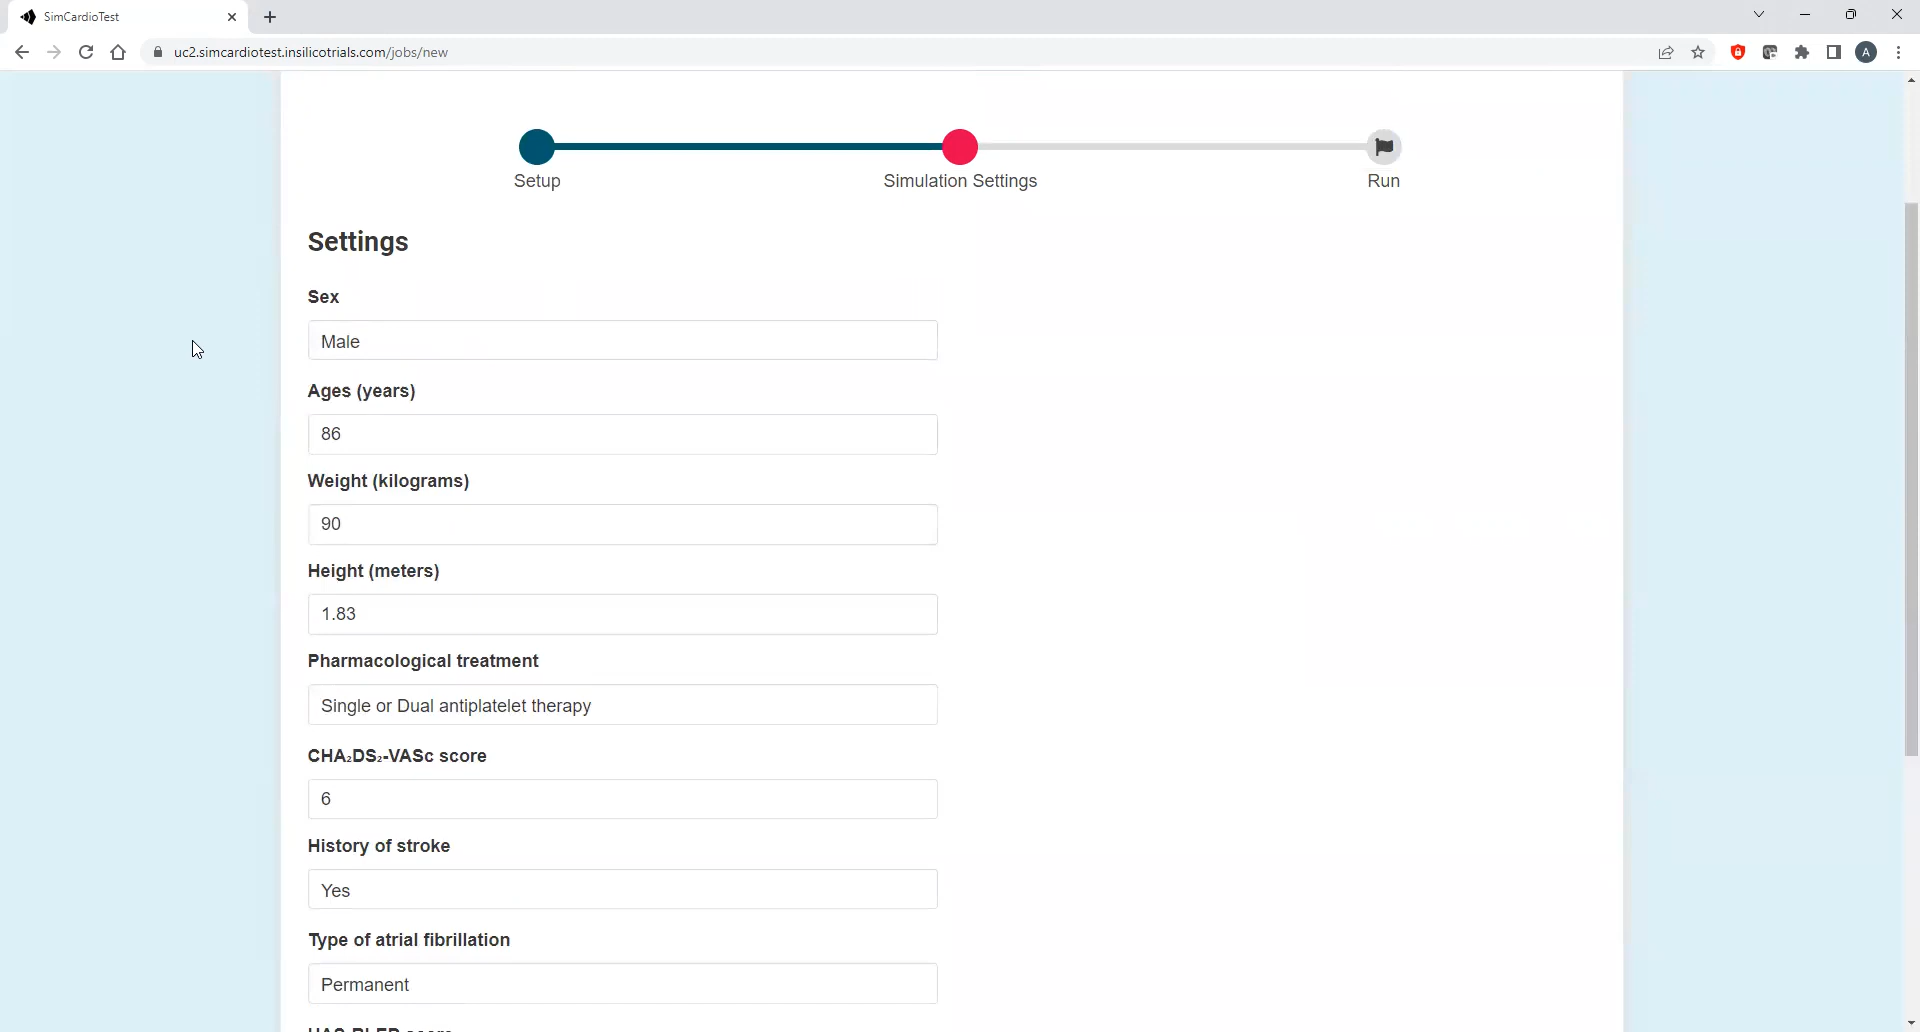 SimCardioTest
uc2.simcardiotest.insilicotrials.com/jobs/new
A
Setup
Simulation Settings
Run
Settings
Sex
Male
Ages (years)
86
Weight (kilograms)
90
Height (meters)
1.83
Pharmacological treatment
Single or Dual antiplatelet therapy
CHA₂DS₂-VASc score
6
History of stroke
Yes
Type of atrial fibrillation
Permanent